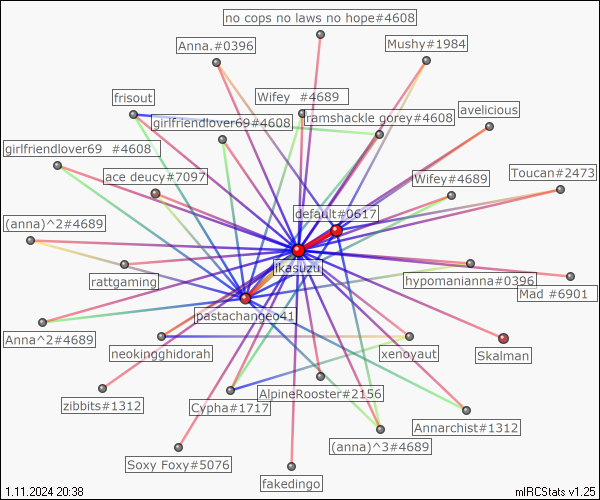 no cops no laws no hope#4608
Anna.#0396
Mushy#1984
frisout
Wifey #4689
avelicious
girlfriendlover69#4608
ramshackle gorey#4608
girlfriendlover69 #4608
ace deucy#7097
Wifey#4689
Toucan#2473
default#0617
(anna)^2#4689
jkasuzu
rattgaming
hypomanianna#0396
Mad #6901
pastachangeo41
Anna^2#4689
neokingghidorah
xenoyaut
Skalman
zibbits#1312
Cypha#1717
AlpineRooster#2156
Annarchist#1312
(anna)^3#4689
Soxy Foxy#5076
fakedingo
1.11.2024 20:38
mIRCStats v1.25